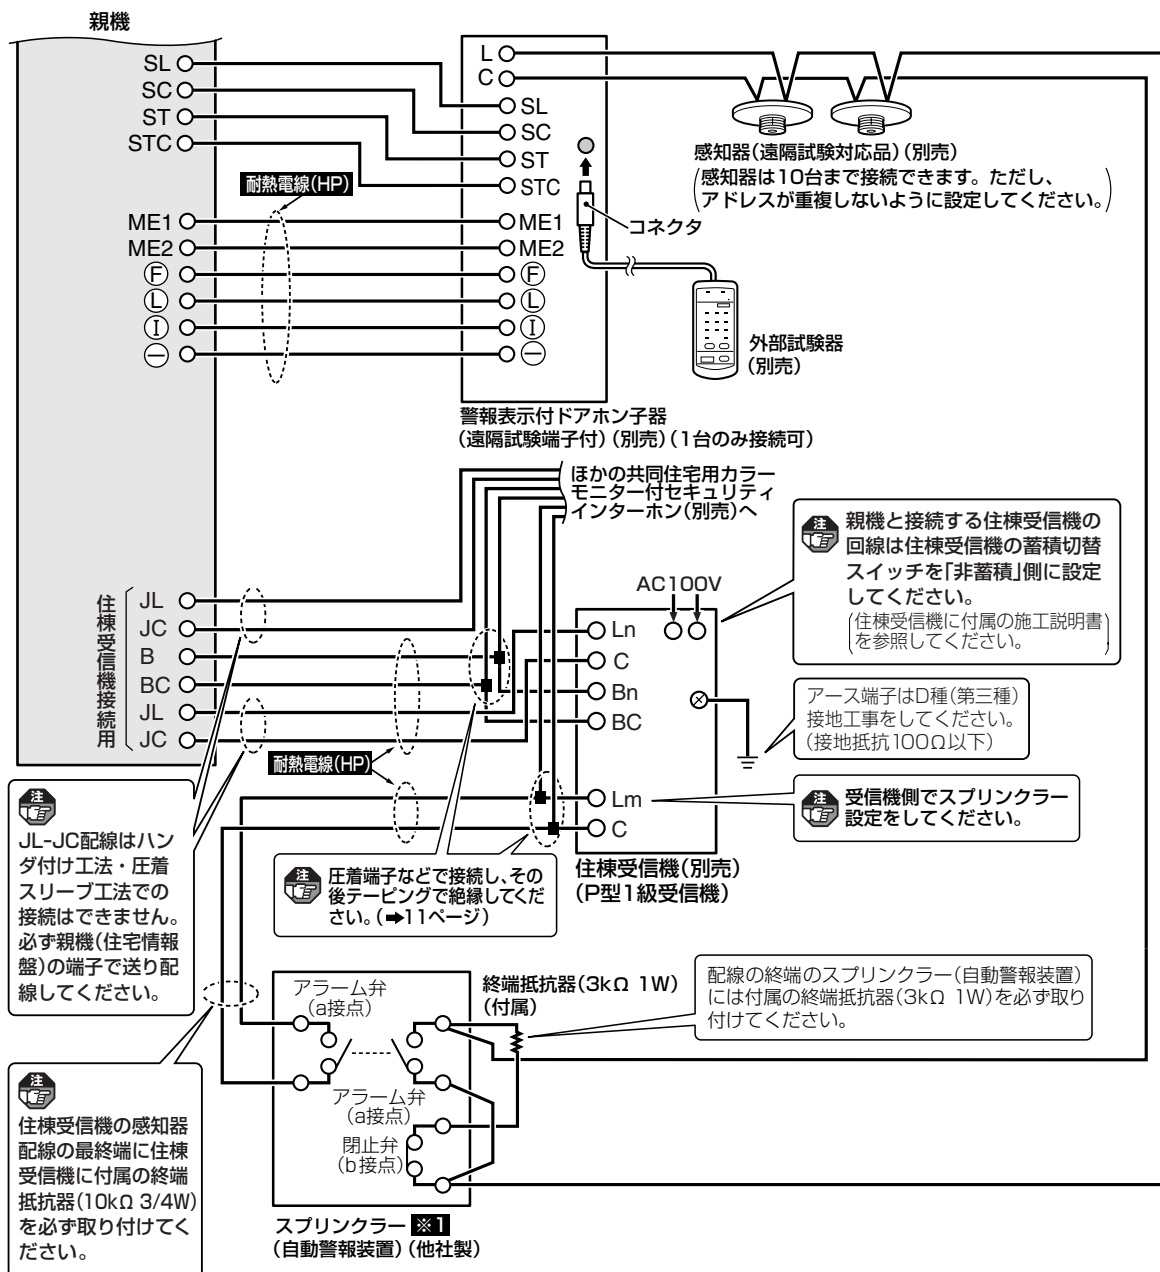 親機
SL
SC
ST
STC
耐熱電線(HP)
ME1
ME2
Ⓕ
Ⓛ
Ⓘ
⊖
L
C
SL
SC
ST
STC
ME1
ME2
Ⓕ
Ⓛ
Ⓘ
⊖
コネクタ
感知器(遠隔試験対応品)(別売)
(感知器は10台まで接続できます。ただし、
アドレスが重複しないように設定してください。)
外部試験器
(別売)
警報表示付ドアホン子器
(遠隔試験端子付)(別売)(1台のみ接続可)
ほかの共同住宅用カラー
モニター付セキュリティ
インターホン(別売)へ
注
親機と接続する住棟受信機の
回線は住棟受信機の蓄積切替
スイッチを「非蓄積」側に設定
してください。
(住棟受信機に付属の施工説明書
を参照してください。)
住棟受信機接続用
JL
JC
B
BC
JL
JC
耐熱電線(HP)
AC100V
Ln
C
Bn
BC
Lm
C
アース端子はD種(第三種)
接地工事をしてください。
(接地抵抗100Ω以下)
注
受信機側でスプリンクラー
設定をしてください。
住棟受信機(別売)
(P型1級受信機)
注
圧着端子などで接続し、その
後テーピングで絶縁してくだ
さい。(➡11ページ)
注
JL-JC配線はハン
ダ付け工法・圧着
スリーブ工法での
接続はできません。
必ず親機(住宅情報
盤)の端子で送り配
線してください。
注
住棟受信機の感知器
配線の最終端に住棟
受信機に付属の終端
抵抗器(10kΩ 3/4W)
を必ず取り付けてく
ださい。
アラーム弁
(a接点)
アラーム弁
(a接点)
閉止弁
(b接点)
終端抵抗器(3kΩ 1W)
(付属)
配線の終端のスプリンクラー(自動警報装置)
には付属の終端抵抗器(3kΩ 1W)を必ず取り
付けてください。
スプリンクラー ※1
(自動警報装置)(他社製)